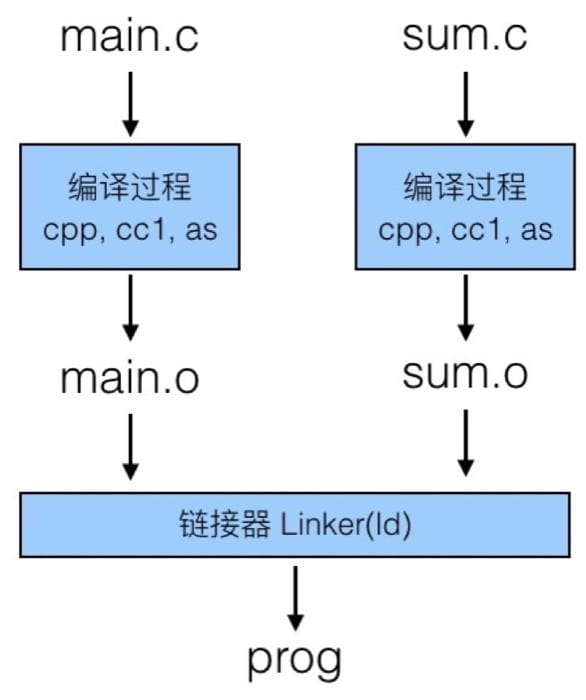 main.c
sum.c
编译过程
cpp, cc1, as
编译过程
cpp, cc1, as
main.o
sum.o
链接器 Linker(ld)
prog